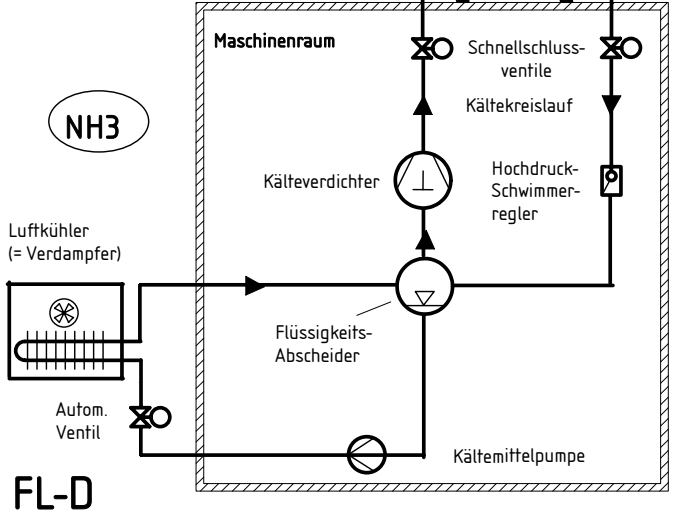 Maschinenraum
Schnellschluss-
ventile
Kältekreislauf
NH3
Kälteverdichter
Hochdruck-
Schwimmer-
regler
Luftkühler
(= Verdampfer)
Flüssigkeits-
Abscheider
Autom.
Ventil
Kältemittelpumpe
FL-D